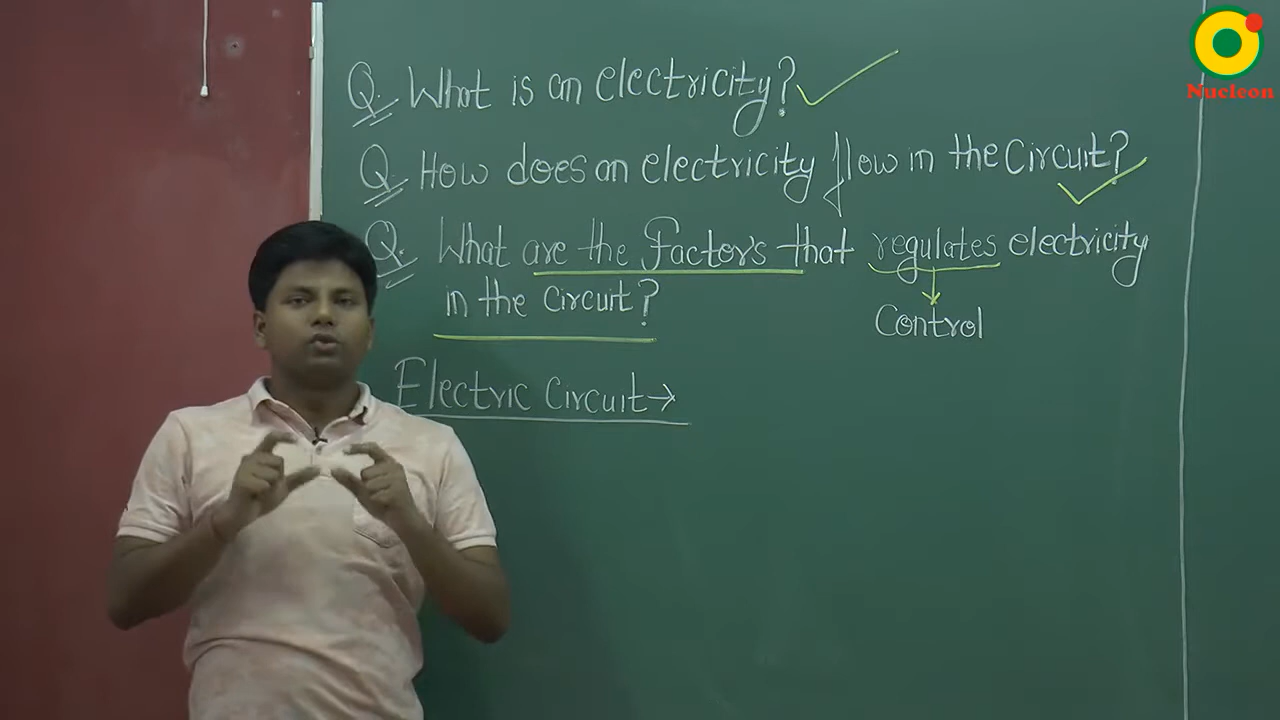 Q. What is an electricity?
Q. How does an electricity flow in the circuit?
Q. What are the Factors that regulates electricity
in the circuit?
Control
Electric Circuit→
Nucleon